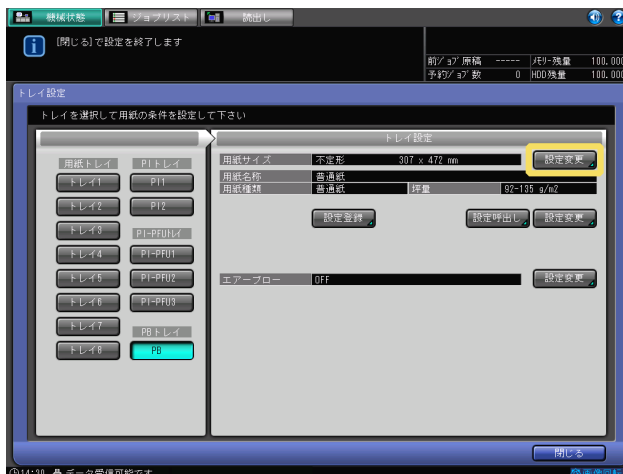 機械状態 ジョブリスト 読出し
[閉じる]で設定を終了します
前ジョブ原稿 ----- メモリー残量 100.000
予約ジョブ数 0 HDD残量 100.000
トレイ設定
トレイを選択して用紙の条件を設定して下さい
トレイ設定
用紙トレイ PIトレイ
用紙サイズ 不定形 307 x 472 mm 設定変更
用紙名称 普通紙
用紙種類 普通紙 坪量 92-135 g/m2
トレイ1 PI1
トレイ2 PI2
設定登録 設定呼出し 設定変更
トレイ3 PI-PFUトレイ
トレイ4 PI-PFU1
トレイ5 PI-PFU2
エアーブロー OFF 設定変更
トレイ6 PI-PFU3
トレイ7 PBトレイ
トレイ8 PB
閉じる
14:30 データ受信可能です 画像回転